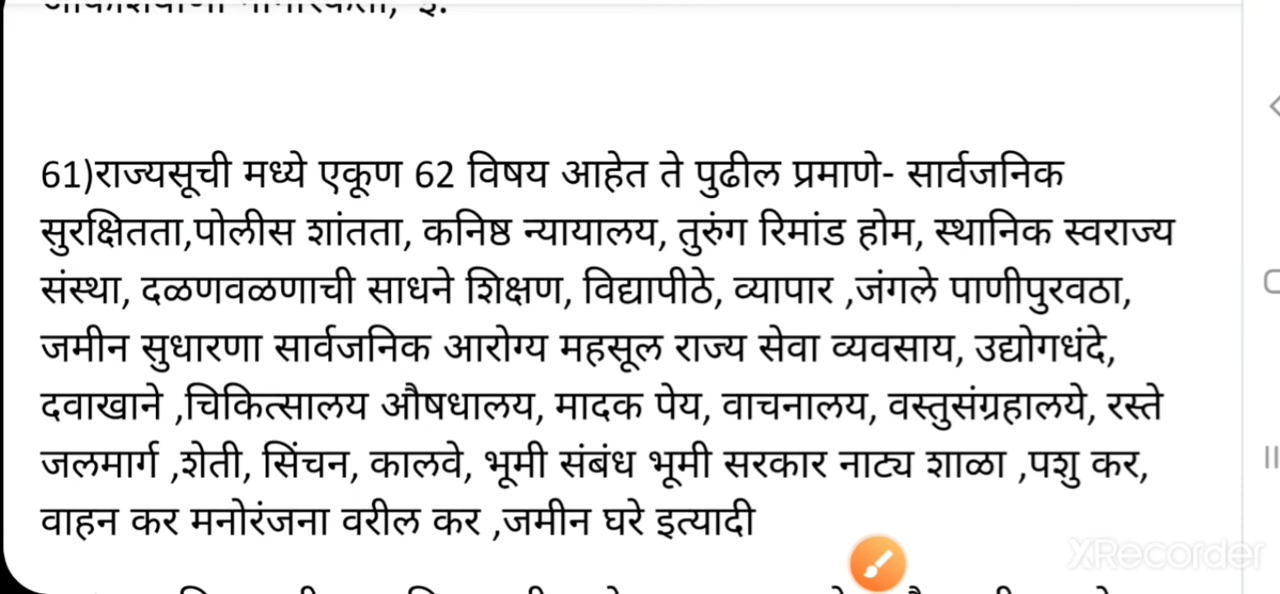 61)राज्यसूची मध्ये एकूण 62 विषय आहेत ते पुढील प्रमाणे- सार्वजनिक
सुरक्षितता,पोलीस शांतता, कनिष्ठ न्यायालय, तुरुंग रिमांड होम, स्थानिक स्वराज्य
संस्था, दळणवळणाची साधने शिक्षण, विद्यापीठे, व्यापार ,जंगले पाणीपुरवठा,
जमीन सुधारणा सार्वजनिक आरोग्य महसूल राज्य सेवा व्यवसाय, उद्योगधंदे,
दवाखाने ,चिकित्सालय औषधालय, मादक पेय, वाचनालय, वस्तुसंग्रहालये, रस्ते
जलमार्ग ,शेती, सिंचन, कालवे, भूमी संबंध भूमी सरकार नाट्य शाळा ,पशु कर,
वाहन कर मनोरंजना वरील कर ,जमीन घरे इत्यादी
XRecorder